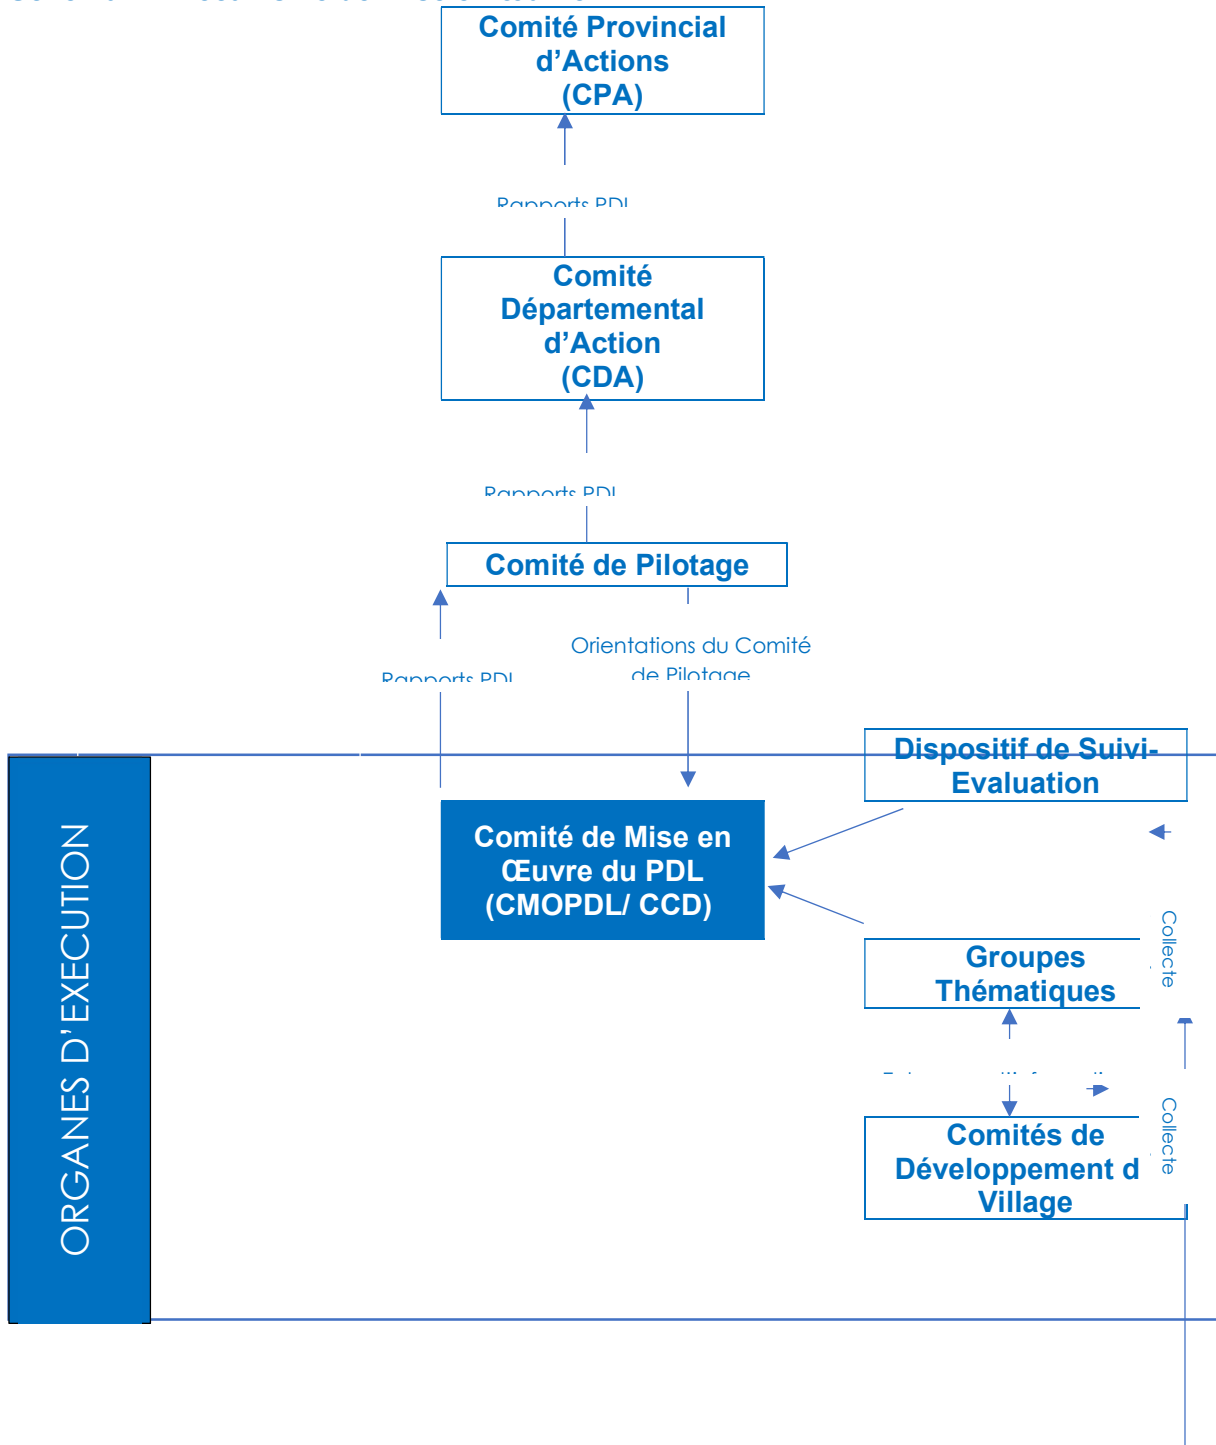 Comité Provincial
d’Actions
(CPA)
Rapports PDL
Comité
Départemental
d’Action
(CDA)
Rapports PDL
Comité de Pilotage
Orientations du Comité
de Pilotage
Rapports PDL
Dispositif de Suivi-
Evaluation
ORGANES D’EXECUTION
Comité de Mise en
Œuvre du PDL
(CMOPDL/ CCD)
Collecte
Groupes
Thématiques
Collecte
Comités de
Développement d
Village